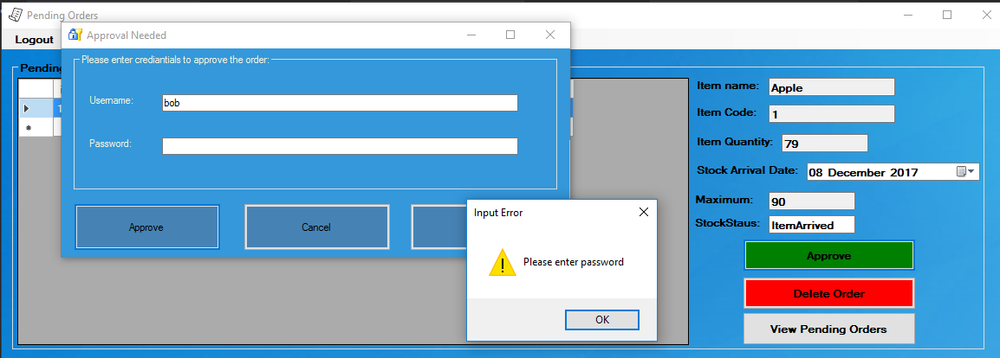 Pending Orders
Logout
Approval Needed
Please enter crediantials to approve the order:
Username:
bob
Password:
Approve
Cancel
Input Error
Please enter password
OK
Pending
1
Item name:
Apple
Item Code:
1
Item Quantity:
79
Stock Arrival Date:
08 December 2017
Maximum:
90
StockStaus:
ItemArrived
Approve
Delete Order
View Pending Orders